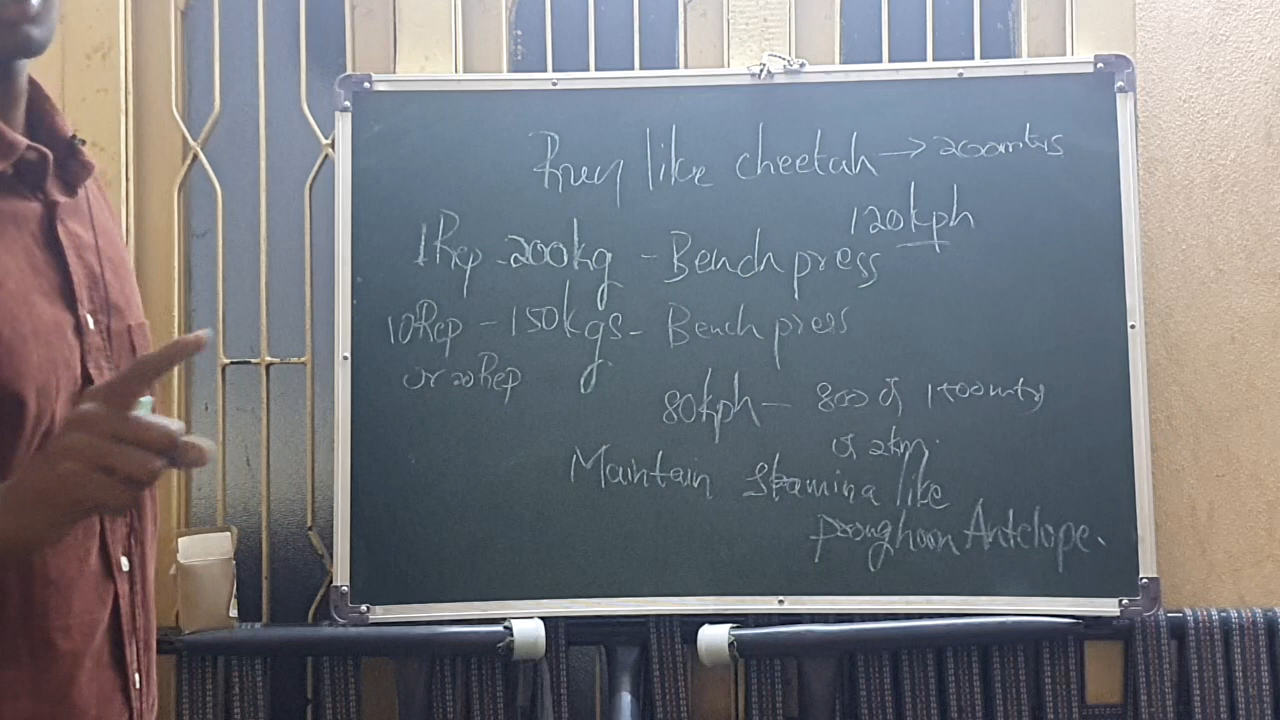 Run like cheetah → 200mtrs
120kph
1Rep - 200kg - Bench press
10Rep - 150kgs - Bench press
or 20Rep
80kph - 800 or 1500mtrs
or 2km.
Maintain Stamina like
Pronghorn Antelope.